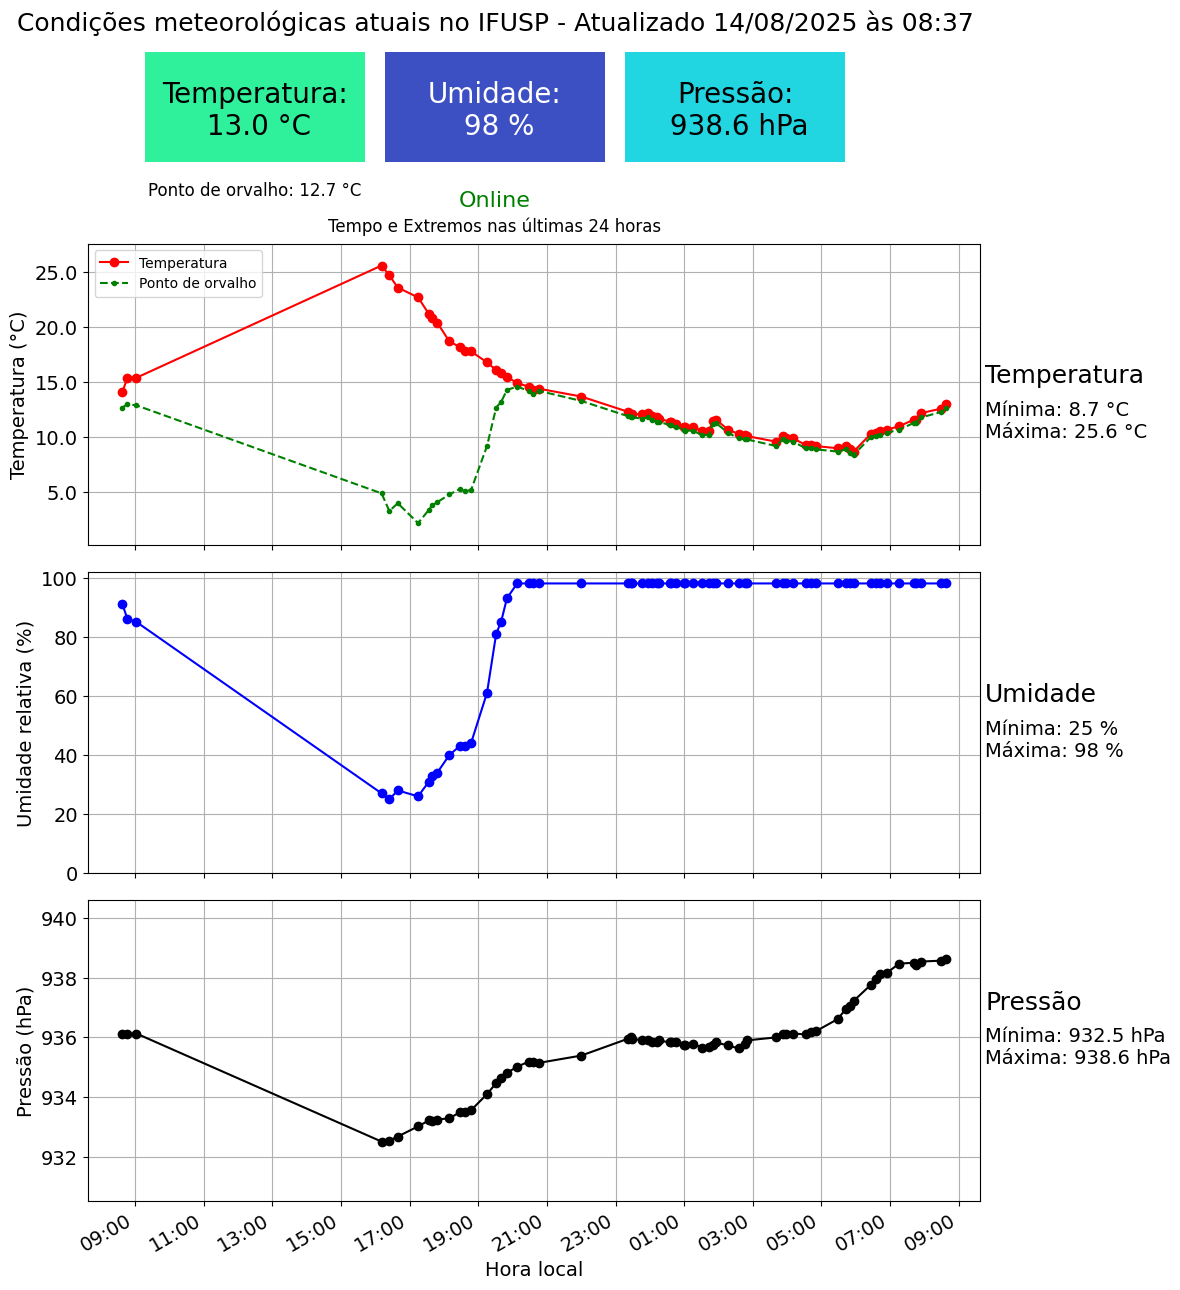 Condições meteorológicas atuais no IFUSP - Atualizado 14/08/2025 às 08:37
Temperatura:
13.0 °C
Umidade:
98 %
Pressão:
938.6 hPa
Ponto de orvalho: 12.7 °C
Online
Tempo e Extremos nas últimas 24 horas
Temperatura
Ponto de orvalho
Temperatura (°C)
25.0
20.0
15.0
10.0
5.0
Temperatura
Mínima: 8.7 °C
Máxima: 25.6 °C
Umidade relativa (%)
100
80
60
40
20
0
Umidade
Mínima: 25 %
Máxima: 98 %
Pressão (hPa)
940
938
936
934
932
Pressão
Mínima: 932.5 hPa
Máxima: 938.6 hPa
09:00 11:00 13:00 15:00 17:00 19:00 21:00 23:00 01:00 03:00 05:00 07:00 09:00
Hora local